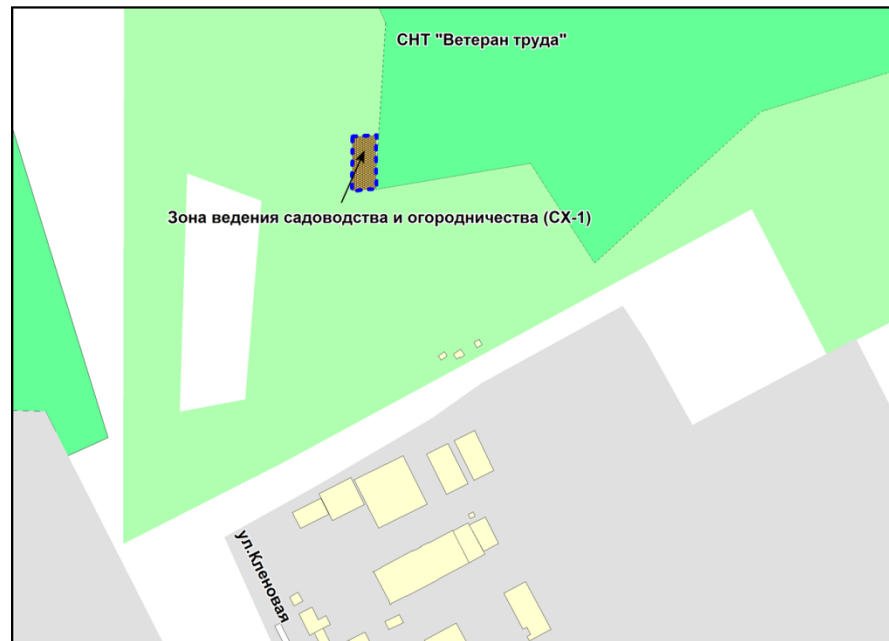 СНТ "Ветеран труда"
Зона ведения садоводства и огородничества (СХ-1)
ул.Кленовая